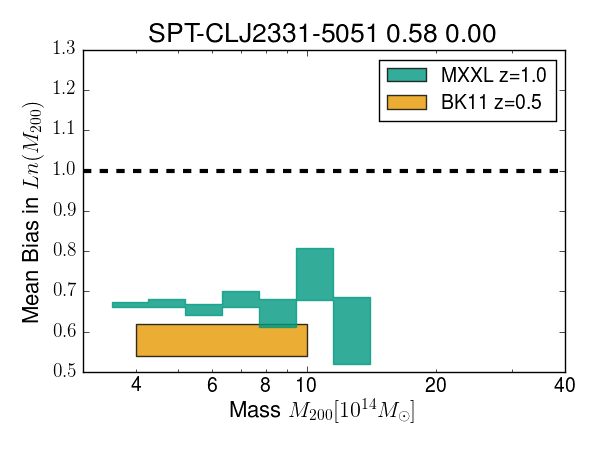 SPT-CLJ2331-5051 0.58 0.00
MXXL z=1.0
BK11 z=0.5
Mean Bias in Ln(M₂₀₀)
1.3
1.2
1.1
1.0
0.9
0.8
0.7
0.6
0.5
4 6 8 10 20 40
Mass M₂₀₀[10¹⁴M☉]